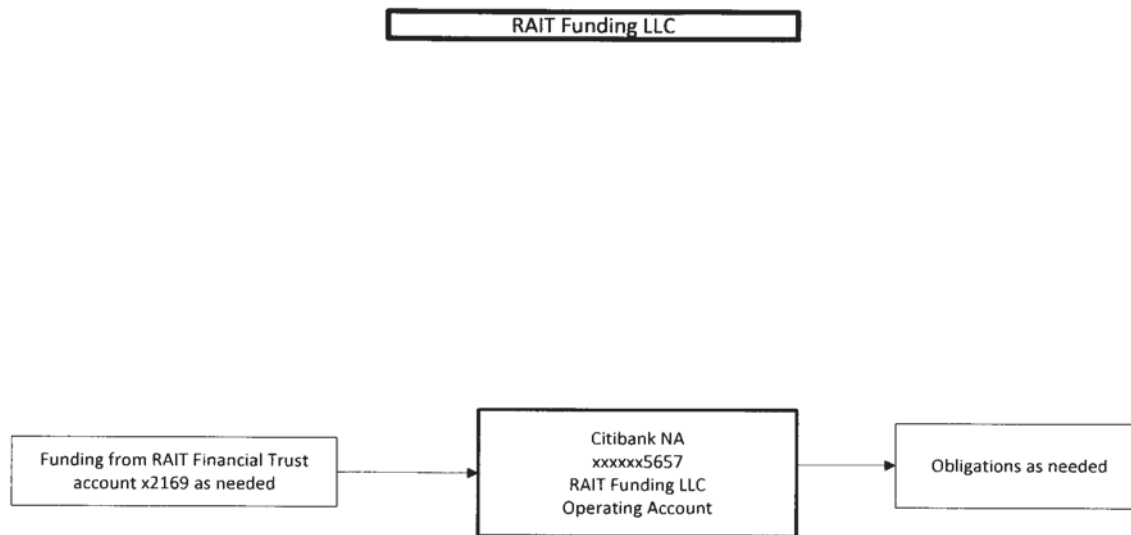 RAIT Funding LLC
Funding from RAIT Financial Trust
account x2169 as needed
Citibank NA
xxxxxx5657
RAIT Funding LLC
Operating Account
Obligations as needed